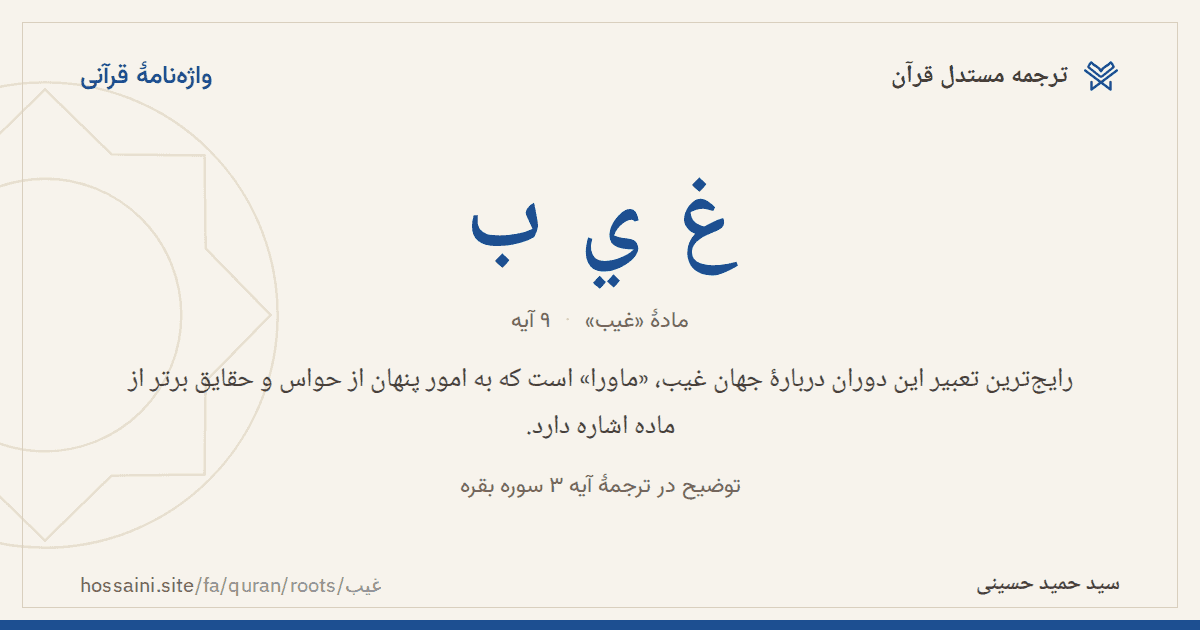 ترجمه مستدل قرآن
واژه‌نامهٔ قرآنی
غ ي ب
مادهٔ «غیب» · ۹ آیه
رایج‌ترین تعبیر این دوران دربارهٔ جهان غیب، «ماورا» است که به امور پنهان از حواس و حقایق برتر از
ماده اشاره دارد.
توضیح در ترجمهٔ آیه ۳ سوره بقره
سید حمید حسینی
hossaini.site/fa/quran/roots/غیب